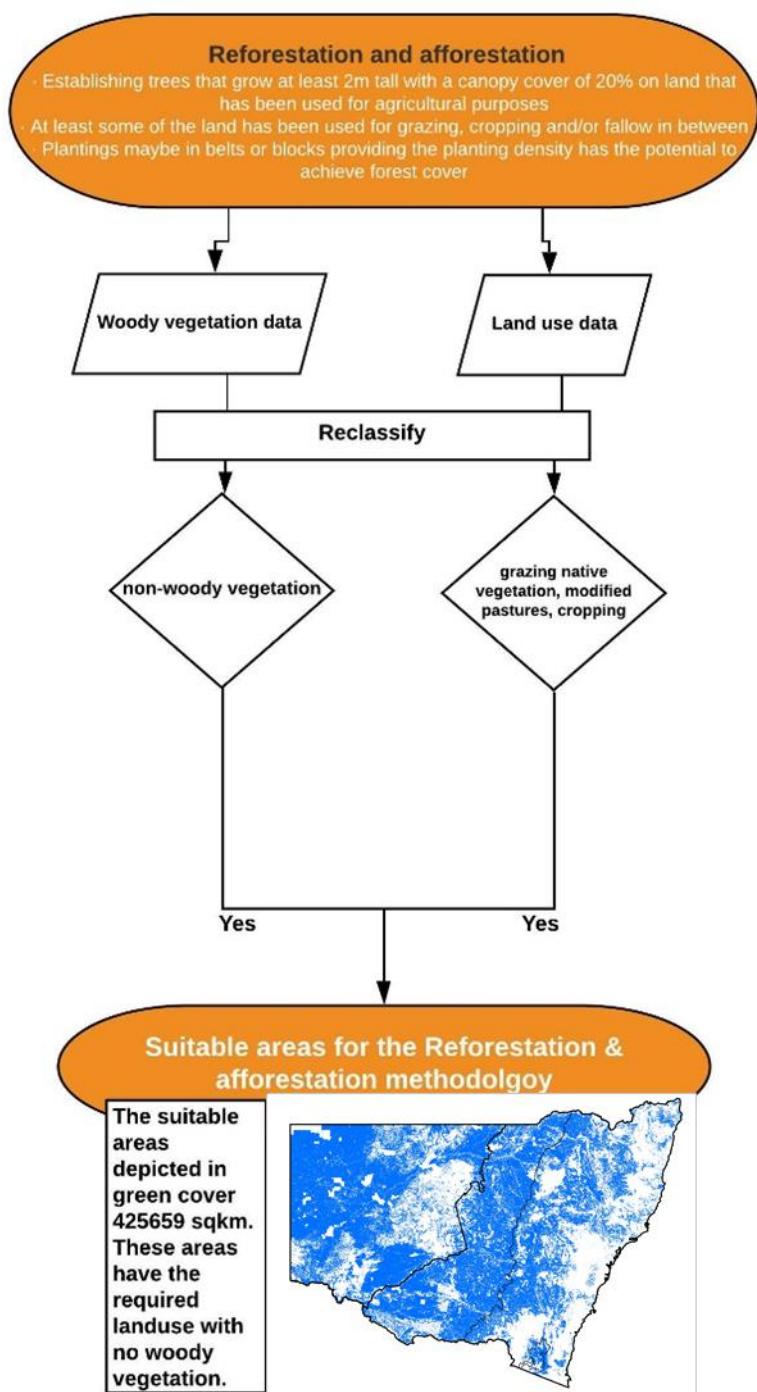 Reforestation and afforestation
· Establishing trees that grow at least 2m tall with a canopy cover of 20% on land that
has been used for agricultural purposes
· At least some of the land has been used for grazing, cropping and/or fallow in between
· Plantings maybe in belts or blocks providing the planting density has the potential to
achieve forest cover
Woody vegetation data
Land use data
Reclassify
non-woody vegetation
grazing native
vegetation, modified
pastures, cropping
Yes
Yes
Suitable areas for the Reforestation &
afforestation methodolgoy
The suitable
areas
depicted in
green cover
425659 sqkm.
These areas
have the
required
landuse with
no woody
vegetation.